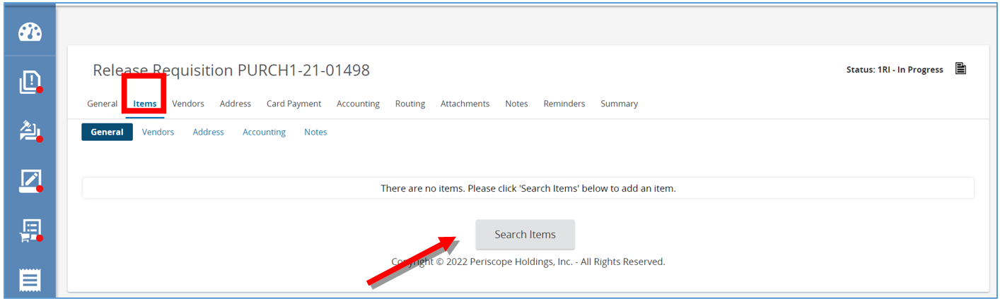 Release Requisition PURCH1-21-01498
Status: 1RI - In Progress
General Items Vendors Address Card Payment Accounting Routing Attachments Notes Reminders Summary
General Vendors Address Accounting Notes
There are no items. Please click 'Search Items' below to add an item.
Search Items
Copyright © 2022 Periscope Holdings, Inc. - All Rights Reserved.